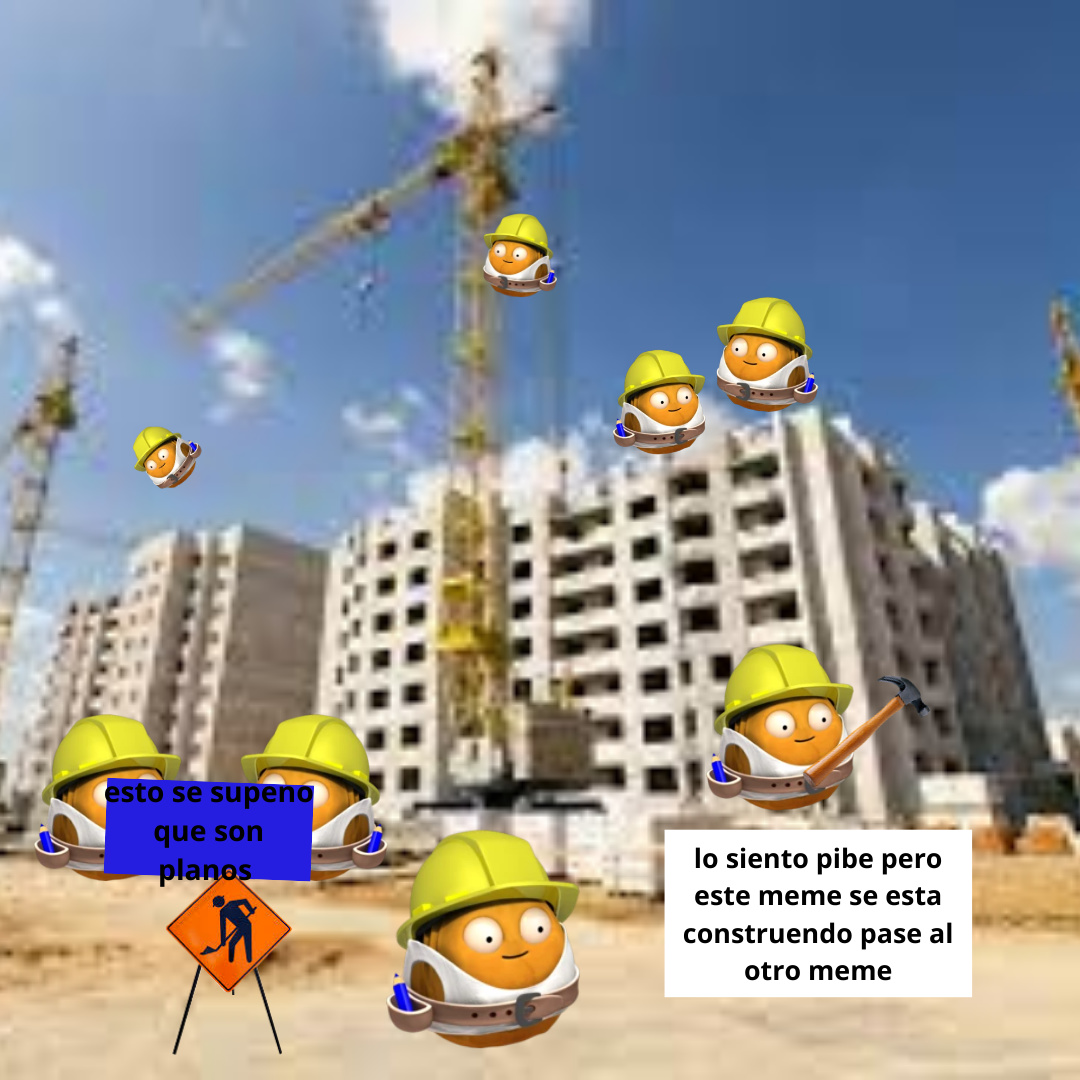 esto se supeno
que son
planos
lo siento pibe pero
este meme se esta
construendo pase al
otro meme